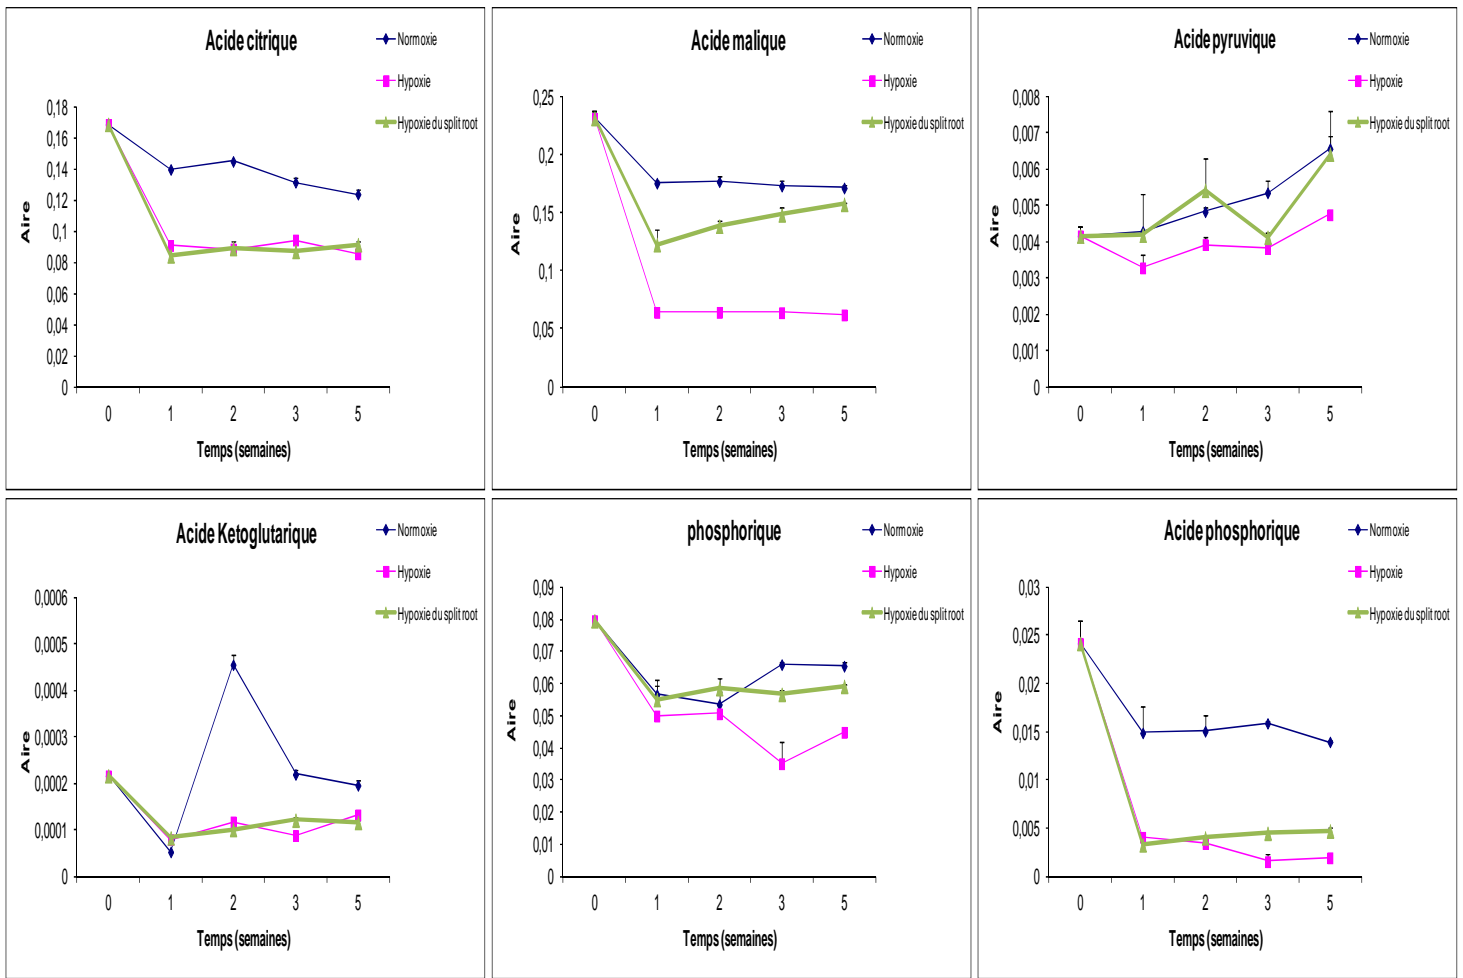 Acide citrique
Normoxie
Hypoxie
Hypoxie du split root
0,18
0,16
0,14
0,12
0,1
0,08
0,06
0,04
0,02
0
Aire
0 1 2 3 5
Temps (semaines)
Acide malique
Normoxie
Hypoxie
Hypoxie du split root
0,25
0,2
0,15
0,1
0,05
0
Aire
0 1 2 3 5
Temps (semaines)
Acide pyruvique
Normoxie
Hypoxie
Hypoxie du split root
0,008
0,007
0,006
0,005
0,004
0,003
0,002
0,001
0
Aire
0 1 2 3 5
Temps (semaines)
Acide Ketoglutarique
Normoxie
Hypoxie
Hypoxie du split root
0,0006
0,0005
0,0004
0,0003
0,0002
0,0001
0
Aire
0 1 2 3 5
Temps (semaines)
phosphorique
Normoxie
Hypoxie
Hypoxie du split root
0,09
0,08
0,07
0,06
0,05
0,04
0,03
0,02
0,01
0
Aire
0 1 2 3 5
Temps (semaines)
Acide phosphorique
Normoxie
Hypoxie
Hypoxie du split root
0,03
0,025
0,02
0,015
0,01
0,005
0
Aire
0 1 2 3 5
Temps (semaines)